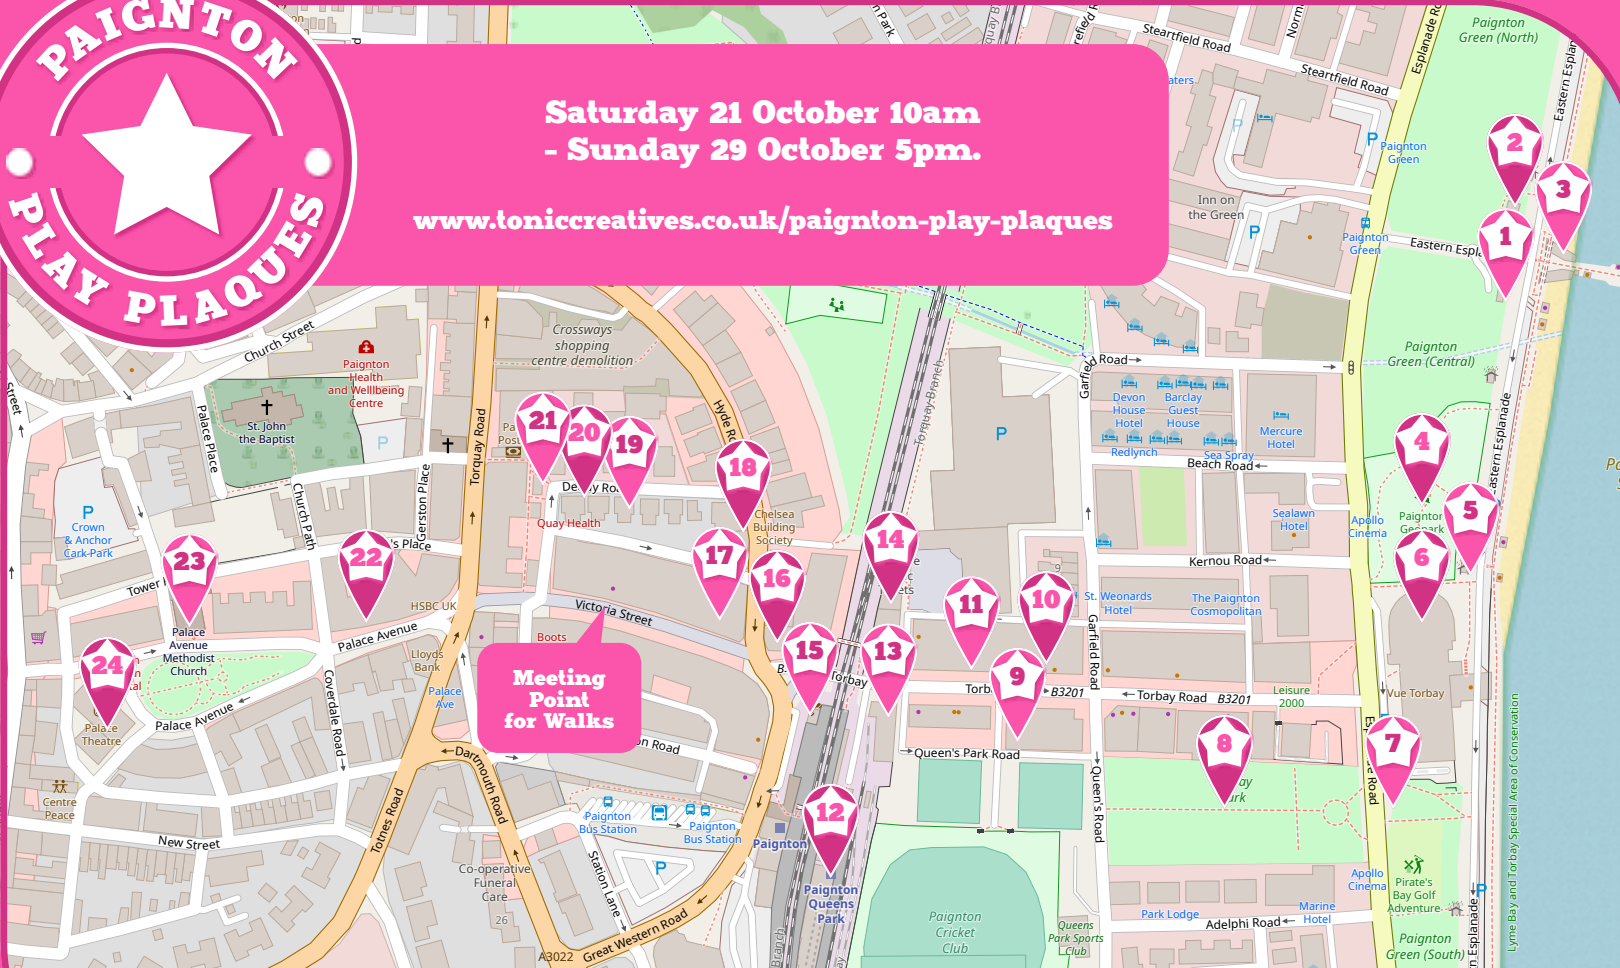 PAIGNTON
PLAY PLAQUES
Saturday 21 October 10am
- Sunday 29 October 5pm.
www.toniccreatives.co.uk/paignton-play-plaques
Steartfield Road
Steartfield Road
Paignton
Green (North)
Esplanade
Eastern
P
P
Paignton
Green
2
3
1
Inn on
the Green
P
Paignton
Green
Eastern
Church Street
Crossways
shopping
centre demolition
Paignton
Health
and Wellbeing
Centre
Torquay Branch
Garfield
Road
Paignton
Green (Central)
Street
Palace Place
St. John
the Baptist
P
Torquay Road
Hyde
P
Devon
House
Hotel
Barclay
Guest
House
Mercure
Hotel
Redlynch
Sea Spray
Hotel
Beach Road
Eastern Esplanade
21
20
19
18
4
5
6
Church Path
Gerston Place
P
Crown
& Anchor
Car Park
Quay Health
Chelsea
Building
Society
Sealawn
Hotel
Apollo
Cinema
Kernou Road
14
17
16
22
23
9
Tower
HSBC UK
Victoria Street
11
10
St. Weonards
Hotel
The Paignton
Cosmopolitan
Palace
Avenue
Methodist
Church
Palace Avenue
Boots
Lloyds
Bank
Garfield Road
15
13
9
24
Meeting
Point
for Walks
Torbay
B3201
Torbay Road
B3201
Leisure
2000
Vue Torbay
Palace
Theatre
Palace Avenue
Coverdale Road
Palace
Ave
Dartmouth Road
Queen's Park Road
8
7
Queen's Road
Centre
Peace
New Street
Totnes Road
Paignton
Bus Station
Paignton
Bus Station
Paignton
12
Paignton
Queens
Park
P
Station Lane
Co-operative
Funeral
Care
26
Great Western Road
A3022
Branch
Paignton
Cricket
Club
Queens
Park Sports
Club
Park Lodge
Marine
Hotel
Adelphi Road
Apollo
Cinema
Pirate's
Bay Golf
Adventure
P
Paignton
Green (South)
Esplanade
Lyme Bay and Torbay Special Area of Conservation